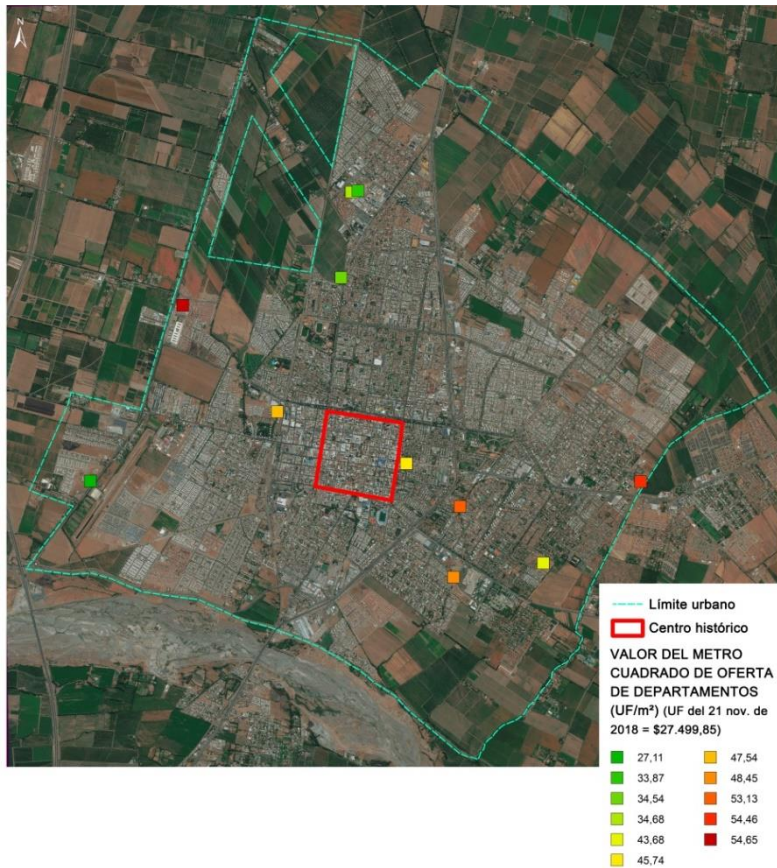 N
Límite urbano
Centro histórico
VALOR DEL METRO
CUADRADO DE OFERTA
DE DEPARTAMENTOS
(UF/m²) (UF del 21 nov. de
2018 = $27.499,85)
27,11
33,87
34,54
34,68
43,68
45,74
47,54
48,45
53,13
54,46
54,65